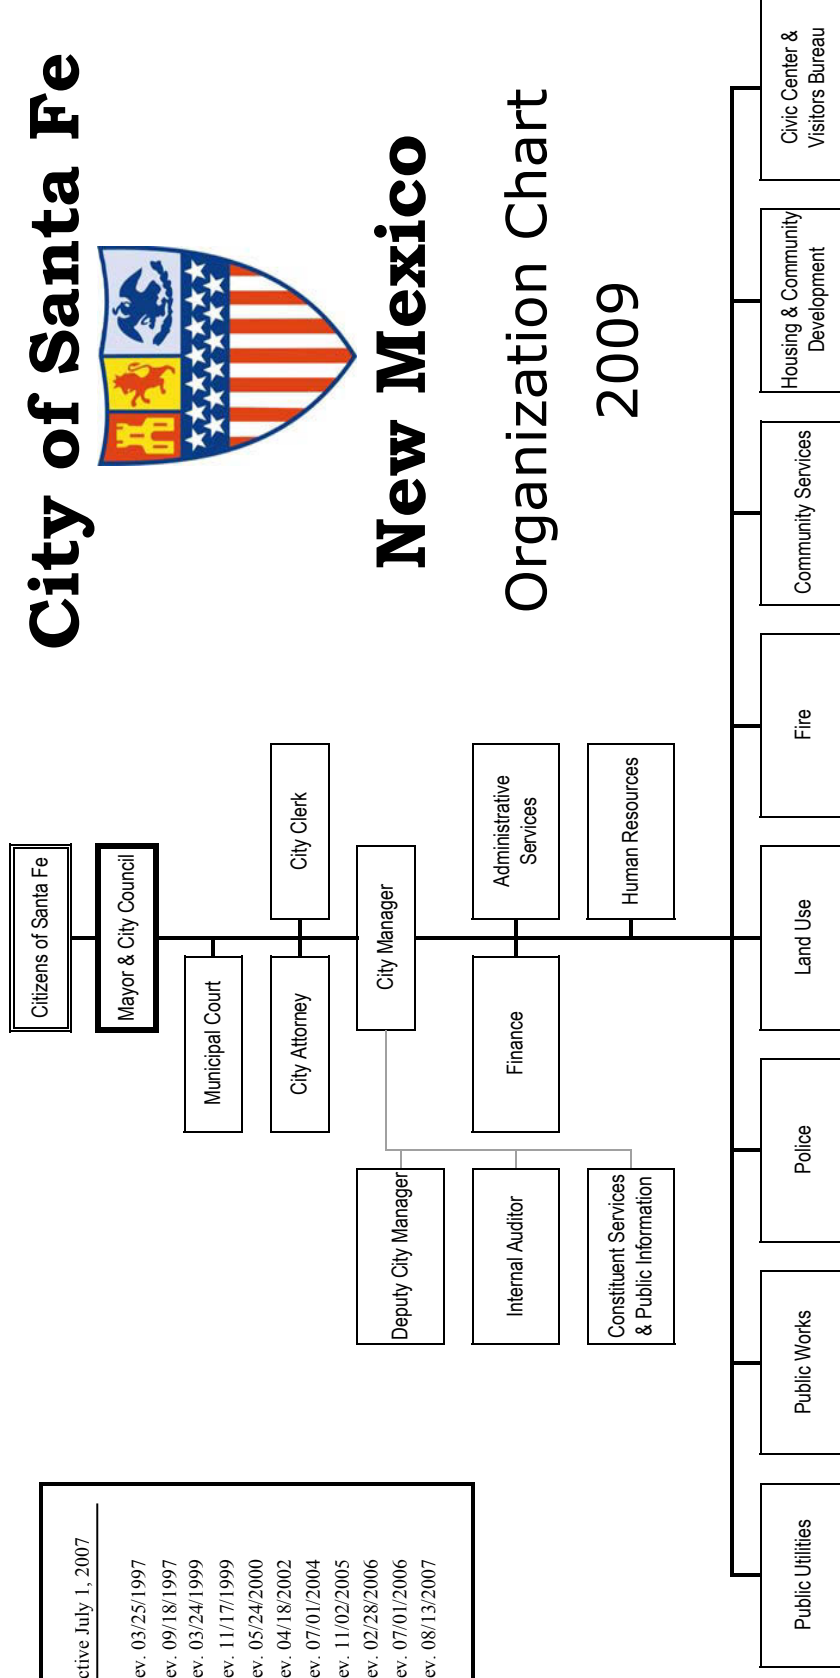 City of Santa Fe
New Mexico
Organization Chart
2009
Citizens of Santa Fe
Mayor & City Council
Municipal Court
City Attorney
City Clerk
City Manager
Deputy City Manager
Internal Auditor
Constituent Services
& Public Information
Finance
Administrative
Services
Human Resources
Public Utilities
Public Works
Police
Land Use
Fire
Community Services
Housing & Community
Development
Civic Center &
Visitors Bureau
ctive July 1, 2007
ev. 03/25/1997
ev. 09/18/1997
ev. 03/24/1999
ev. 11/17/1999
ev. 05/24/2000
ev. 04/18/2002
ev. 07/01/2004
ev. 11/02/2005
ev. 02/28/2006
ev. 07/01/2006
ev. 08/13/2007